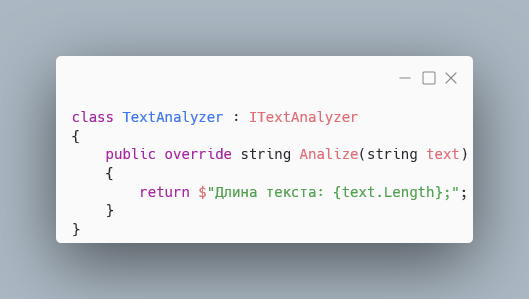 class TextAnalyzer : ITextAnalyzer
{
    public override string Analize(string text)
    {
        return $"Длина текста: {text.Length};";
    }
}